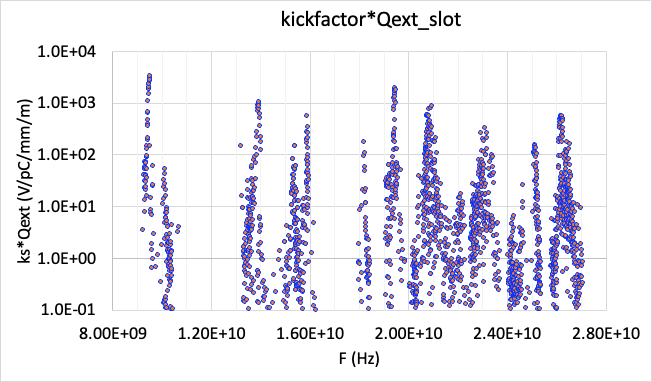 kickfactor*Qext_slot
1.0E+04
1.0E+03
1.0E+02
1.0E+01
1.0E+00
1.0E-01
ks*Qext (V/pC/mm/m)
8.00E+09 1.20E+10 1.60E+10 2.00E+10 2.40E+10 2.80E+10
F (Hz)